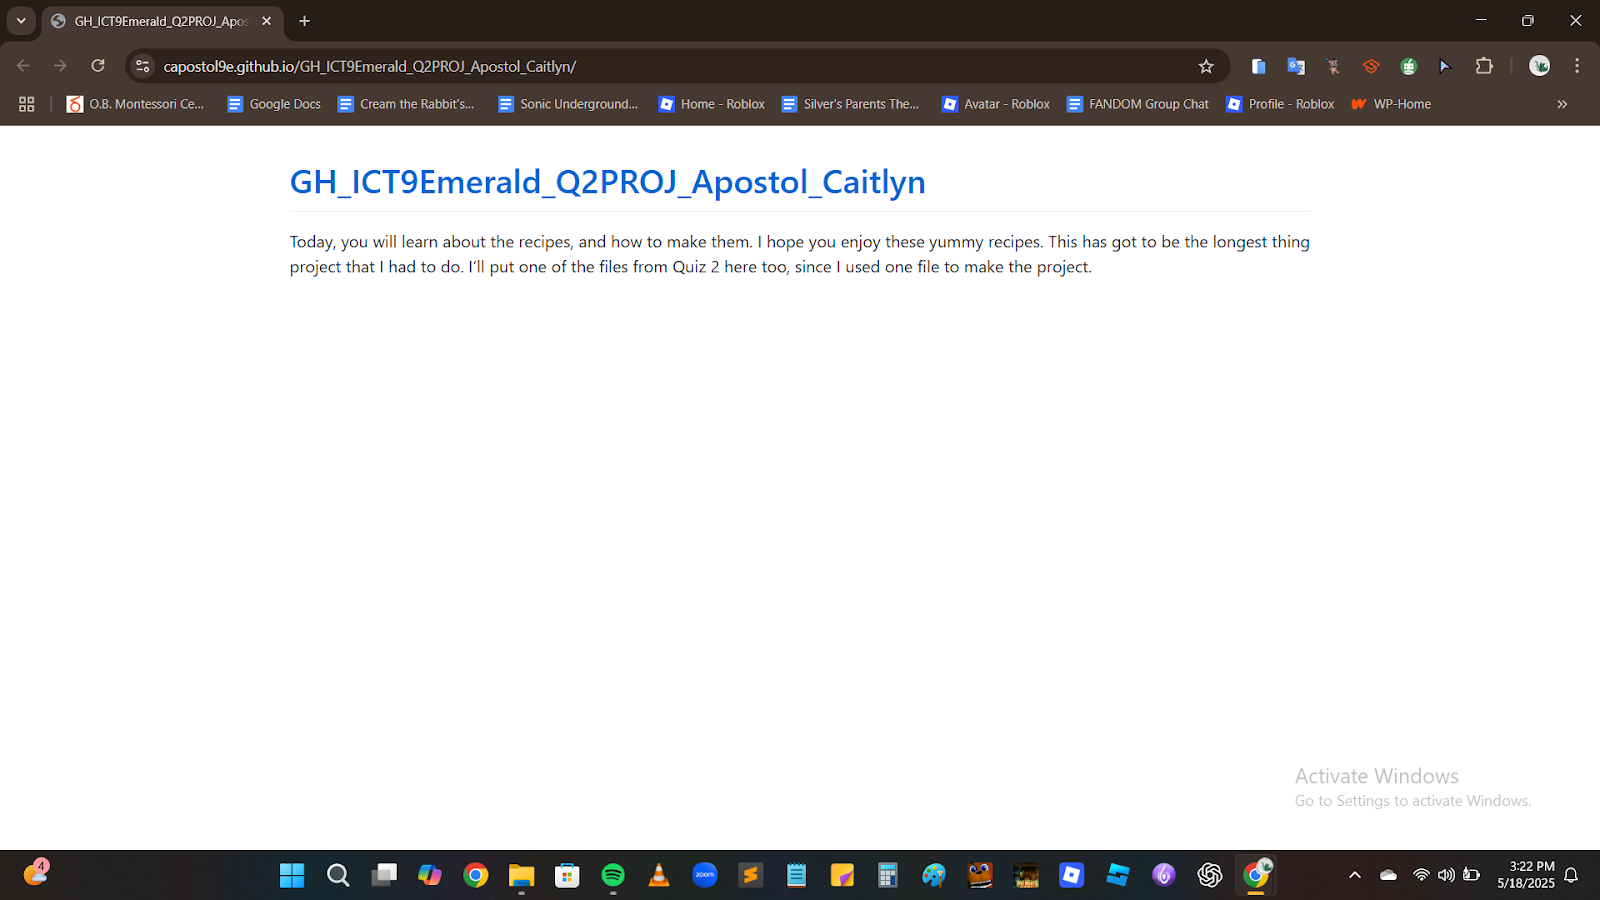 GH_ICT9Emerald_Q2PROJ_Apos
capostol9e.github.io/GH_ICT9Emerald_Q2PROJ_Apostol_Caitlyn/
O.B. Montessori Ce...
Google Docs
Cream the Rabbit's...
Sonic Underground...
Home - Roblox
Silver's Parents The...
Avatar - Roblox
FANDOM Group Chat
Profile - Roblox
WP-Home
GH_ICT9Emerald_Q2PROJ_Apostol_Caitlyn
Today, you will learn about the recipes, and how to make them. I hope you enjoy these yummy recipes. This has got to be the longest thing
project that I had to do. I'll put one of the files from Quiz 2 here too, since I used one file to make the project.
Activate Windows
Go to Settings to activate Windows.
4
zoom
3:22 PM
5/18/2025